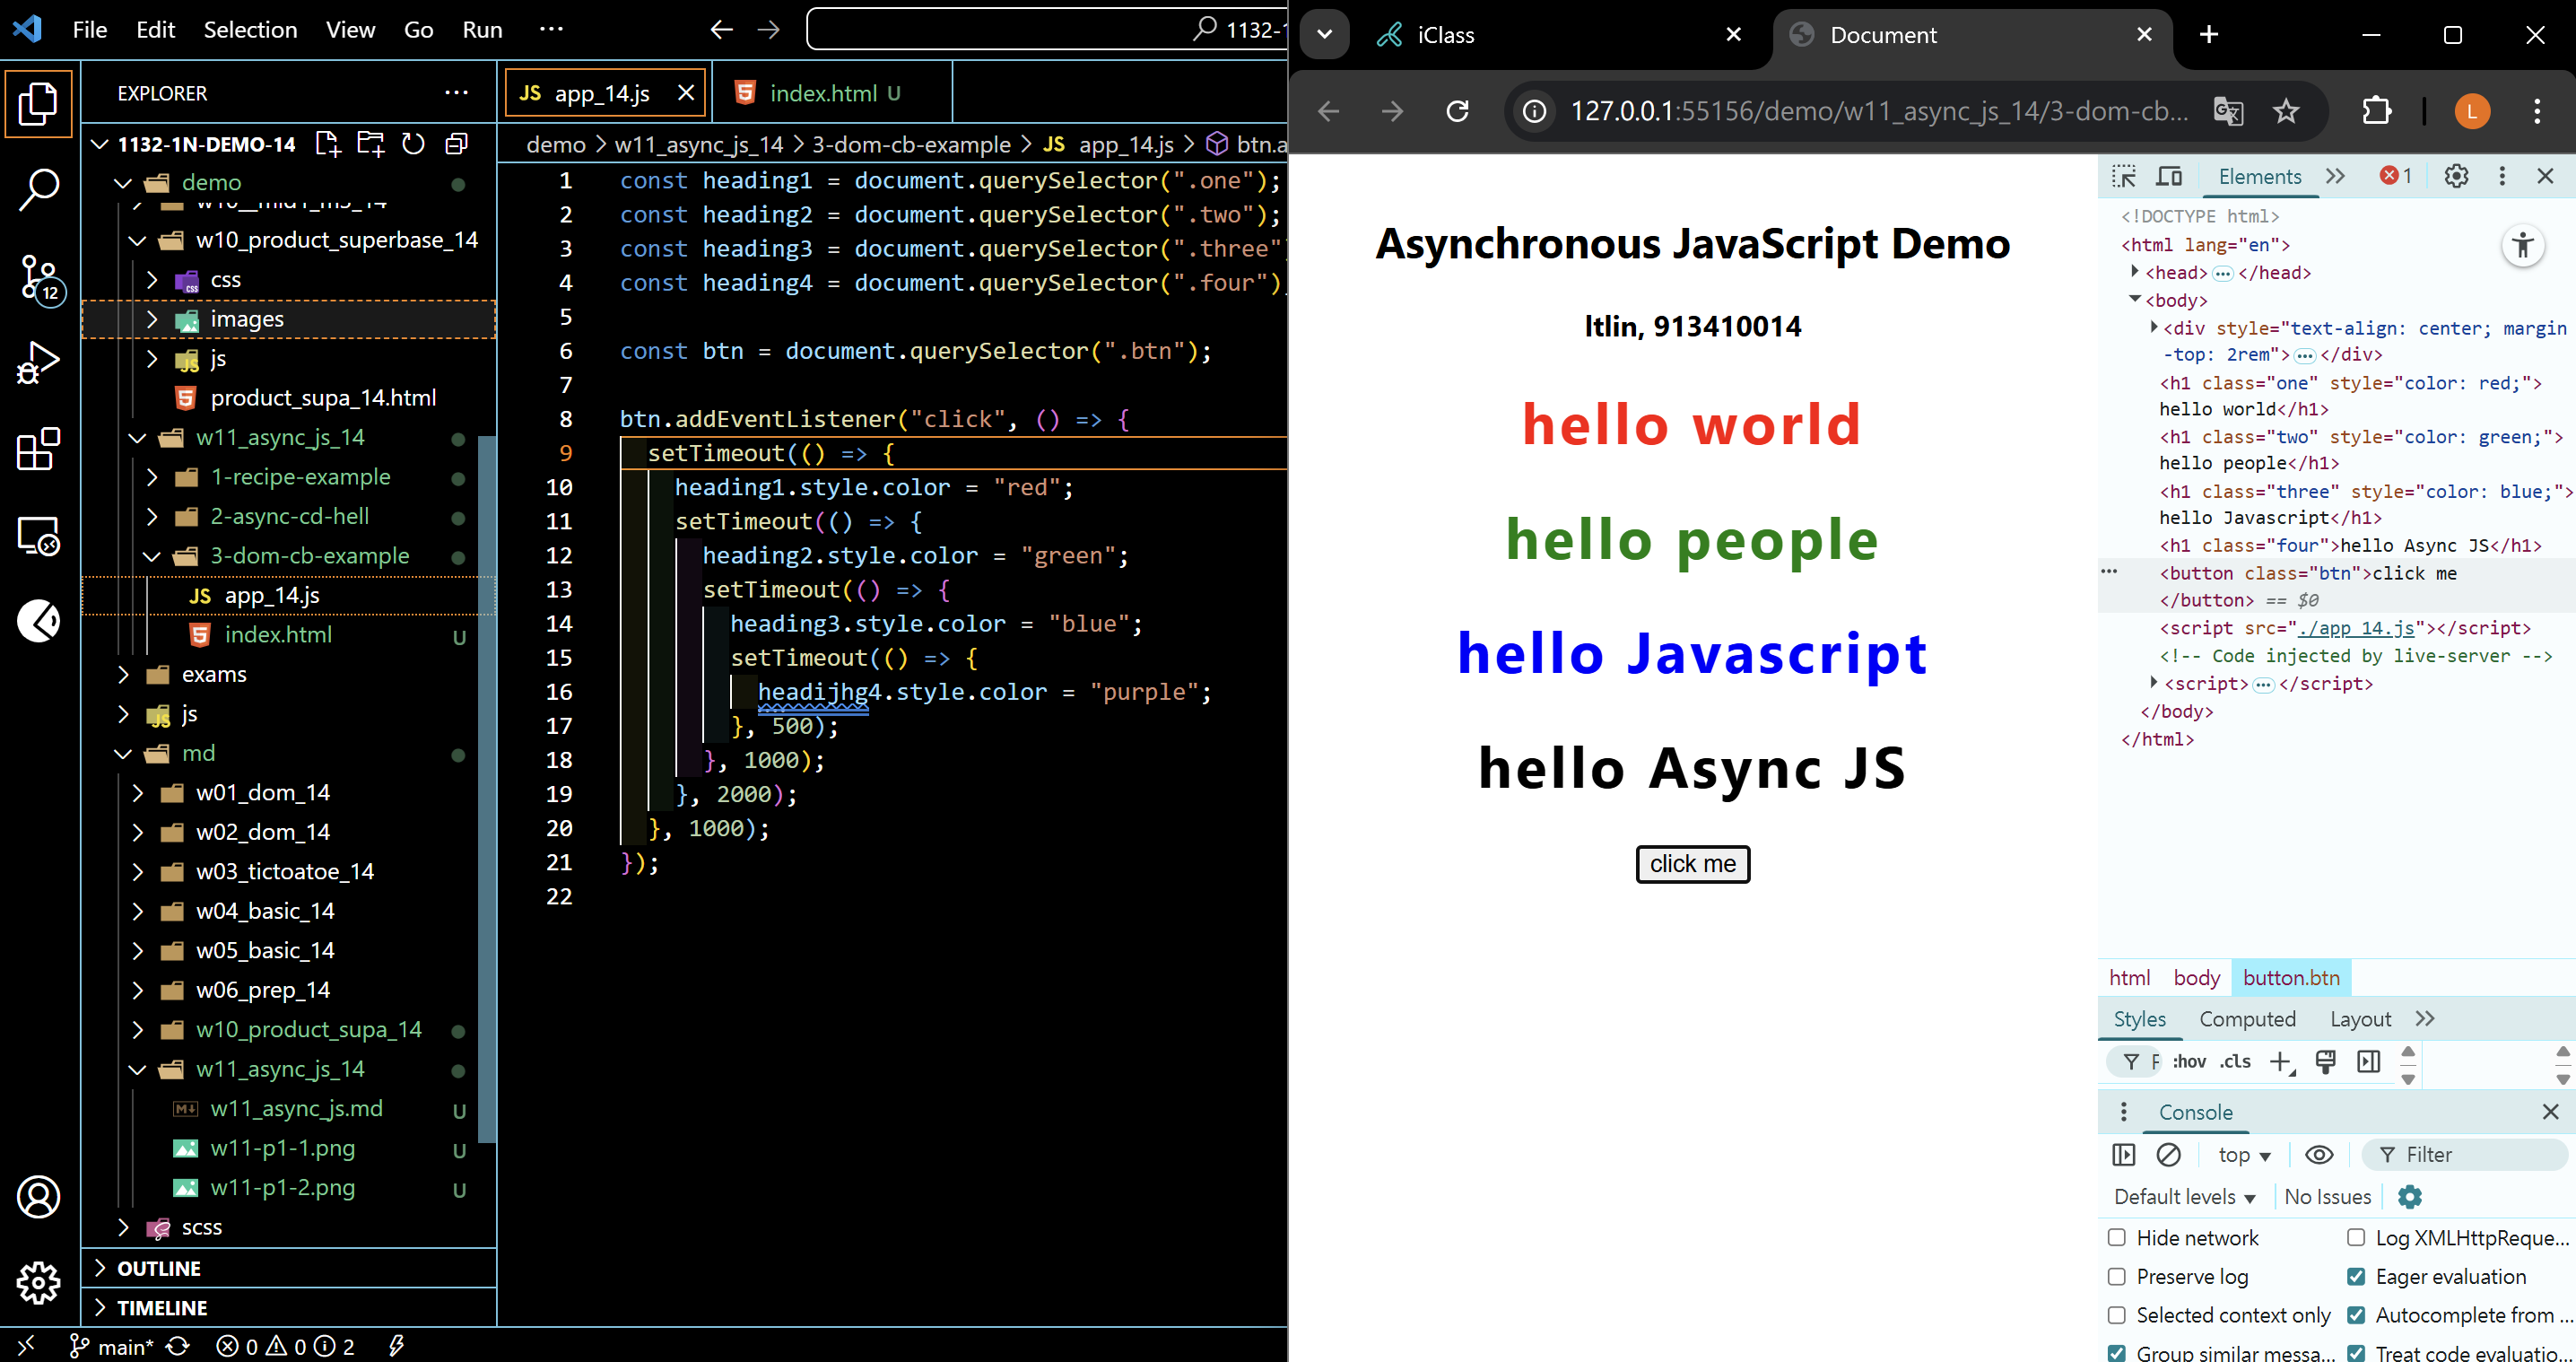 File Edit Selection View Go Run ···
1132-1
EXPLORER ···
1132-1N-DEMO-14
demo
w10_product_superbase_14
css
images
js
product_supa_14.html
w11_async_js_14
1-recipe-example
2-async-cd-hell
3-dom-cb-example
JS app_14.js
index.html U
exams
js
md
w01_dom_14
w02_dom_14
w03_tictoatoe_14
w04_basic_14
w05_basic_14
w06_prep_14
w10_product_supa_14
w11_async_js_14
w11_async_js.md U
w11-p1-1.png U
w11-p1-2.png U
scss
OUTLINE
TIMELINE
12
main* 0 0 2
JS app_14.js
index.html U
demo > w11_async_js_14 > 3-dom-cb-example > JS app_14.js > btn.a
1 const heading1 = document.querySelector(".one");
2 const heading2 = document.querySelector(".two");
3 const heading3 = document.querySelector(".three")
4 const heading4 = document.querySelector(".four")
5
6 const btn = document.querySelector(".btn");
7
8 btn.addEventListener("click", () => {
9 setTimeout(() => {
10 heading1.style.color = "red";
11 setTimeout(() => {
12 heading2.style.color = "green";
13 setTimeout(() => {
14 heading3.style.color = "blue";
15 setTimeout(() => {
16 headijhg4.style.color = "purple";
17 }, 500);
18 }, 1000);
19 }, 2000);
20 }, 1000);
21 });
22
iClass
Document
127.0.0.1:55156/demo/w11_async_js_14/3-dom-cb...
L
Asynchronous JavaScript Demo
ltlin, 913410014
hello world
hello people
hello Javascript
hello Async JS
click me
Elements 1
<!DOCTYPE html>
<html lang="en">
<head> ··· </head>
<body>
<div style="text-align: center; margin
-top: 2rem"> ··· </div>
<h1 class="one" style="color: red;">
hello world</h1>
<h1 class="two" style="color: green;">
hello people</h1>
<h1 class="three" style="color: blue;">
hello Javascript</h1>
<h1 class="four">hello Async JS</h1>
<button class="btn">click me
</button> == $0
<script src="./app_14.js"></script>
<!-- Code injected by live-server -->
<script> ··· </script>
</body>
</html>
html body button.btn
Styles Computed Layout
F :hov .cls
Console
top Filter
Default levels No Issues
Hide network Log XMLHttpReque...
Preserve log Eager evaluation
Selected context only Autocomplete from ...
Group similar messa... Treat code evaluatio...